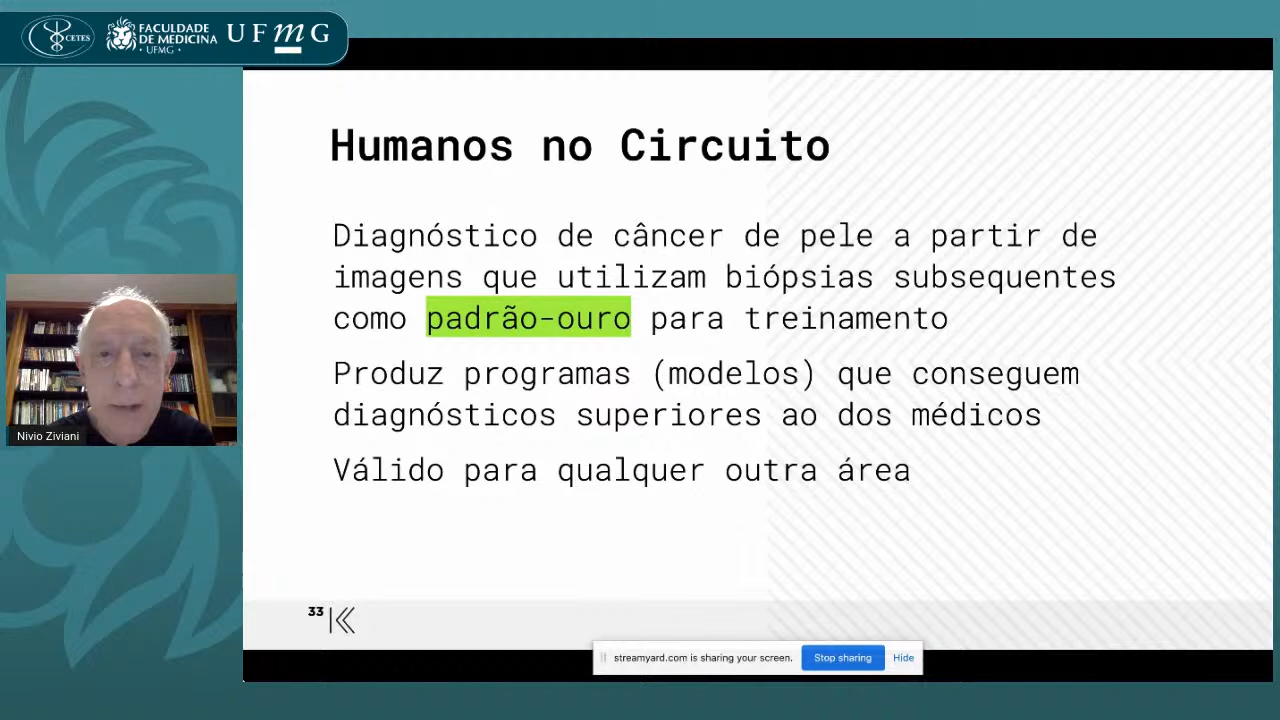 CETES
FACULDADE
DE MEDICINA
· UFMG ·
UFmG
Humanos no Circuito
Diagnóstico de câncer de pele a partir de
imagens que utilizam biópsias subsequentes
como padrão-ouro para treinamento
Produz programas (modelos) que conseguem
diagnósticos superiores ao dos médicos
Válido para qualquer outra área
Nivio Ziviani
33
streamyard.com is sharing your screen.
Stop sharing
Hide